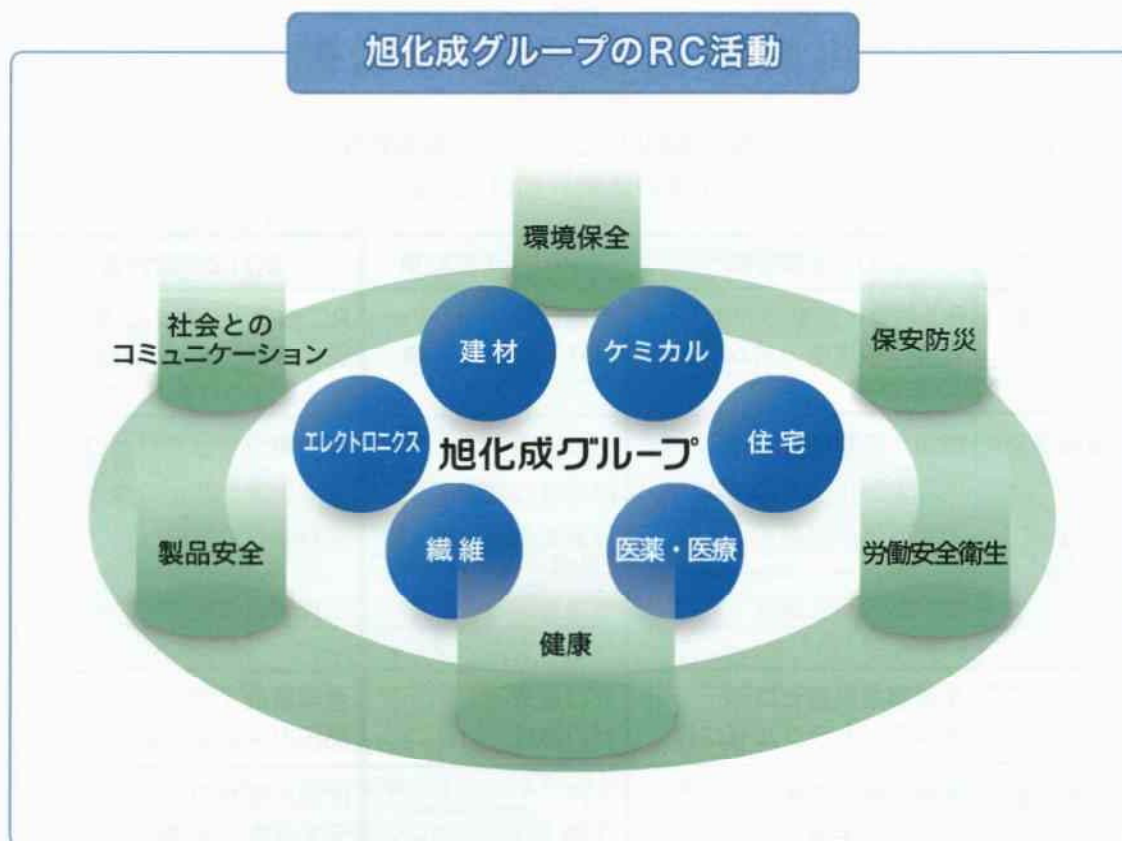 旭化成グループのRC活動
環境保全
社会との
コミュニケーション
保安防災
建材
ケミカル
エレクトロニクス
旭化成グループ
住宅
製品安全
繊維
医薬・医療
労働安全衛生
健康